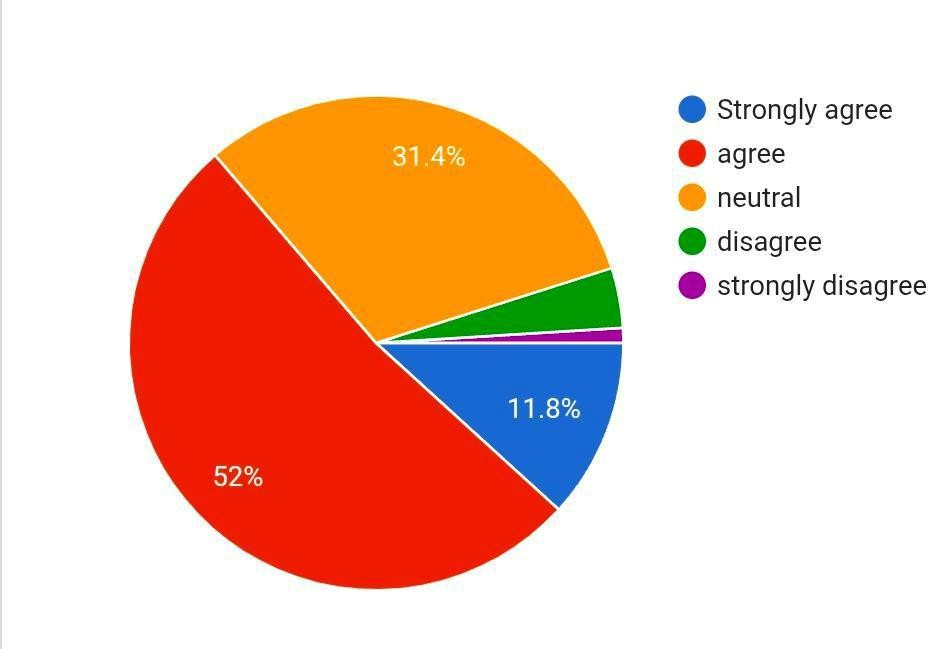 31.4%
11.8%
52%
Strongly agree
agree
neutral
disagree
strongly disagree